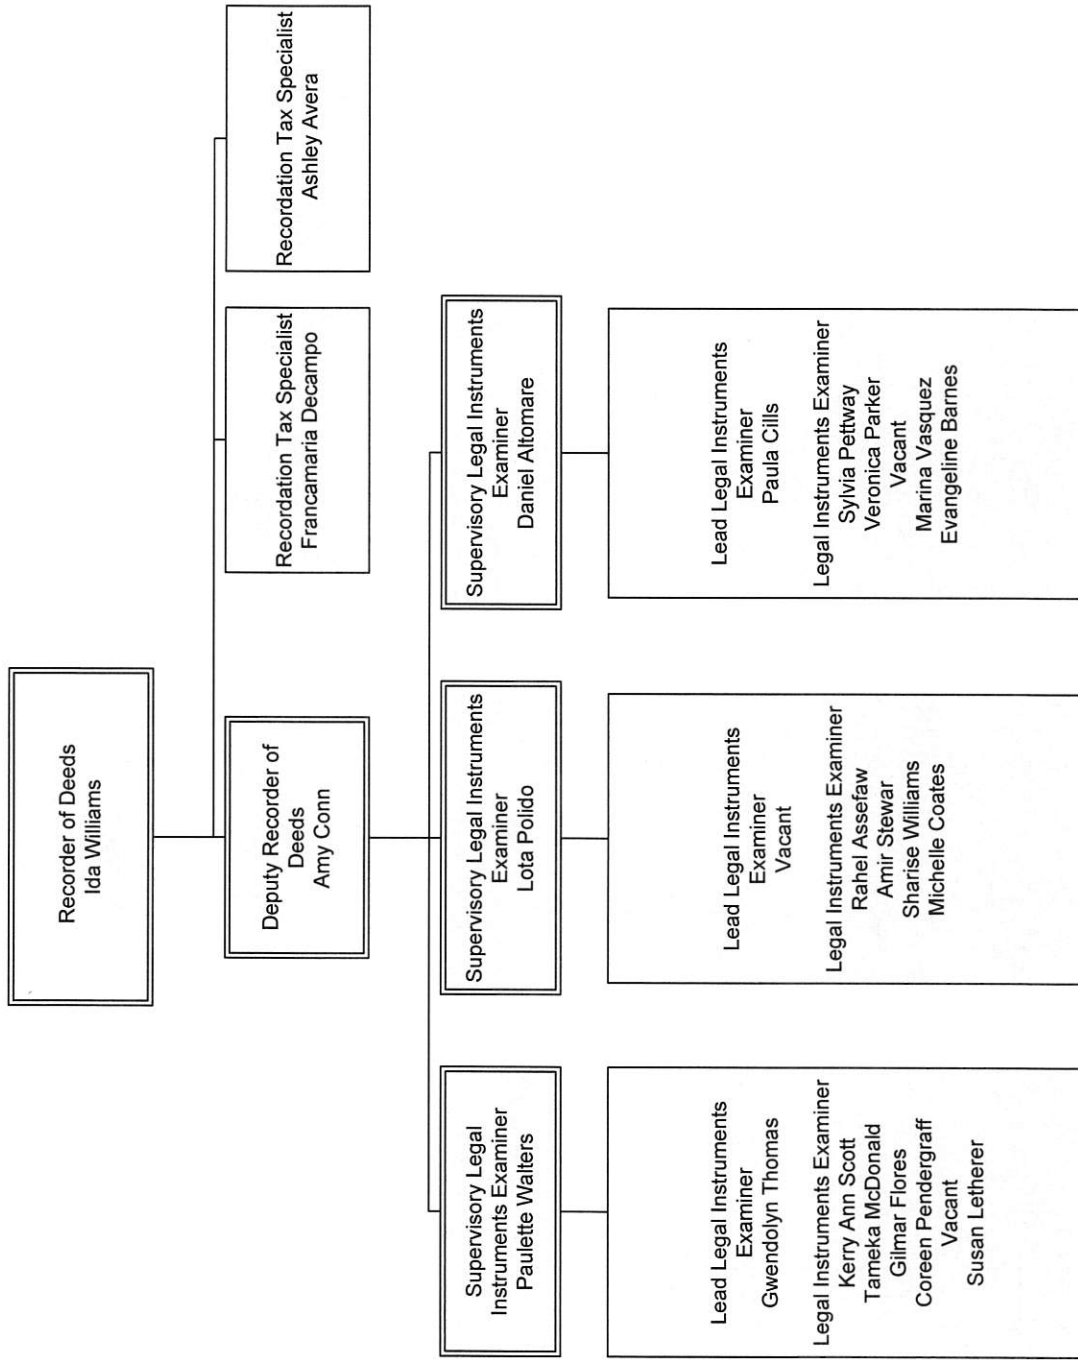 Recorder of Deeds
Ida Williams
Deputy Recorder of
Deeds
Amy Conn
Recordation Tax Specialist
Francamaria Decampo
Recordation Tax Specialist
Ashley Avera
Supervisory Legal
Instruments Examiner
Paulette Walters
Supervisory Legal Instruments
Examiner
Lota Polido
Supervisory Legal Instruments
Examiner
Daniel Altomare
Lead Legal Instruments
Examiner
Gwendolyn Thomas
Legal Instruments Examiner
Kerry Ann Scott
Tameka McDonald
Gilmar Flores
Coreen Pendergraff
Vacant
Susan Letherer
Lead Legal Instruments
Examiner
Vacant
Legal Instruments Examiner
Rahel Assefaw
Amir Stewar
Sharise Williams
Michelle Coates
Lead Legal Instruments
Examiner
Paula Cills
Legal Instruments Examiner
Sylvia Pettway
Veronica Parker
Vacant
Marina Vasquez
Evangeline Barnes